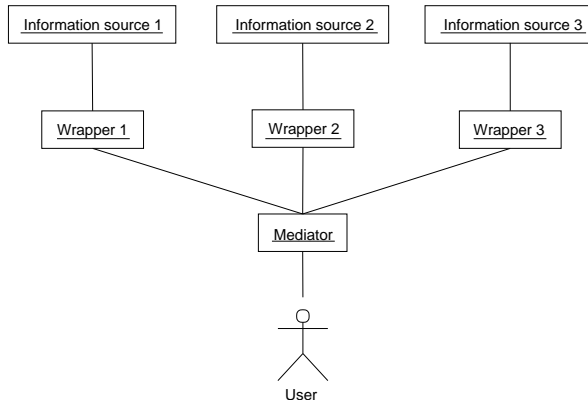 Information source 1
Information source 2
Information source 3
Wrapper 1
Wrapper 2
Wrapper 3
Mediator
User